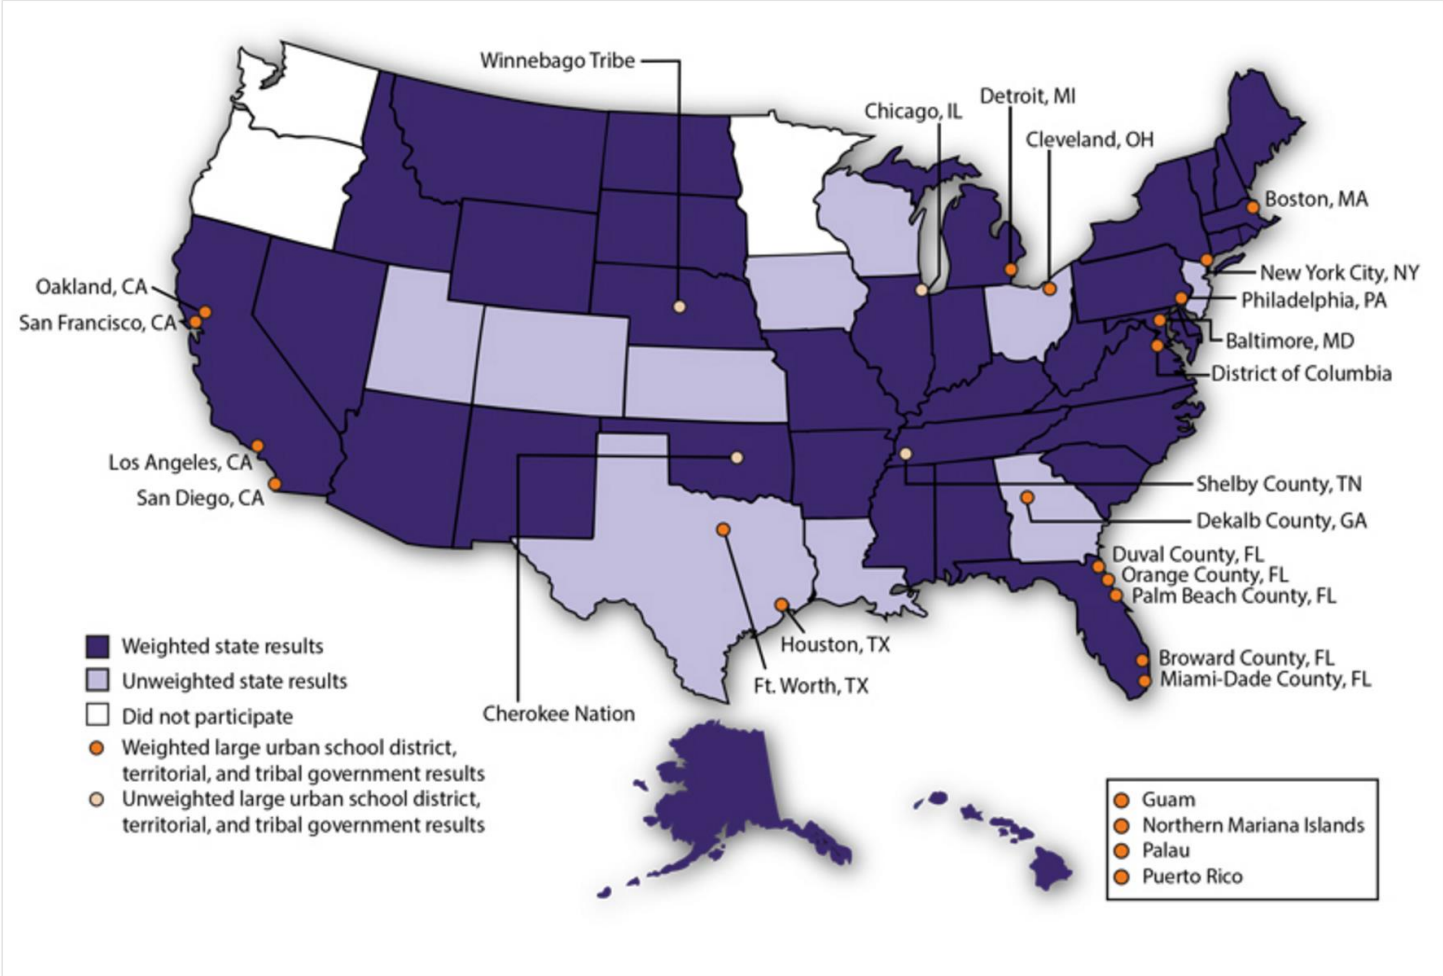 Winnebago Tribe
Chicago, IL
Detroit, MI
Cleveland, OH
Boston, MA
Oakland, CA
San Francisco, CA
New York City, NY
Philadelphia, PA
Baltimore, MD
District of Columbia
Los Angeles, CA
San Diego, CA
Shelby County, TN
Dekalb County, GA
Duval County, FL
Orange County, FL
Palm Beach County, FL
Houston, TX
Broward County, FL
Miami-Dade County, FL
Ft. Worth, TX
Cherokee Nation
Weighted state results
Unweighted state results
Did not participate
Weighted large urban school district,
territorial, and tribal government results
Unweighted large urban school district,
territorial, and tribal government results
Guam
Northern Mariana Islands
Palau
Puerto Rico